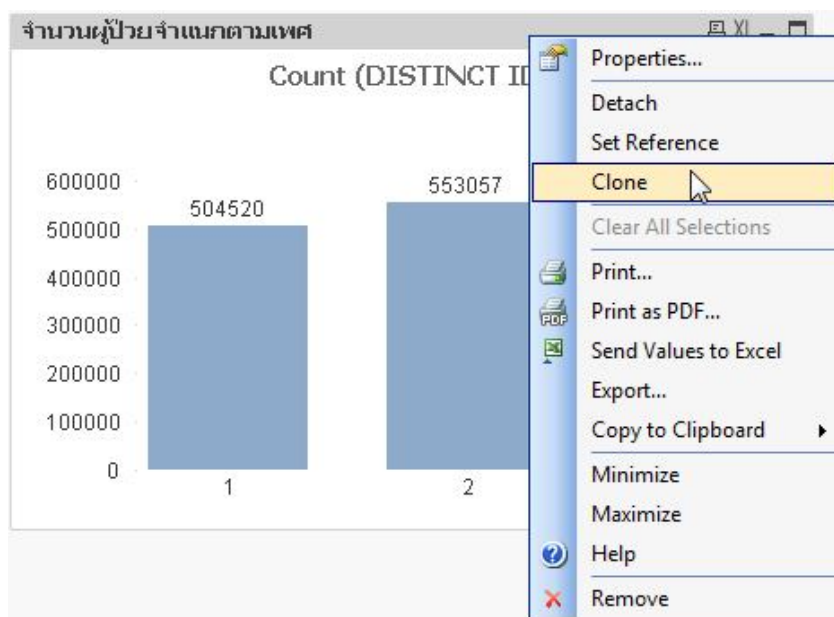 จำนวนผู้ป่วยจำแนกตามเพศ
XL
Count (DISTINCT
600000
500000
400000
300000
200000
100000
0
504520
553057
1
2
Properties...
Detach
Set Reference
Clone
Clear All Selections
Print...
PDF
Print as PDF...
Send Values to Excel
Export...
Copy to Clipboard
Minimize
Maximize
Help
Remove